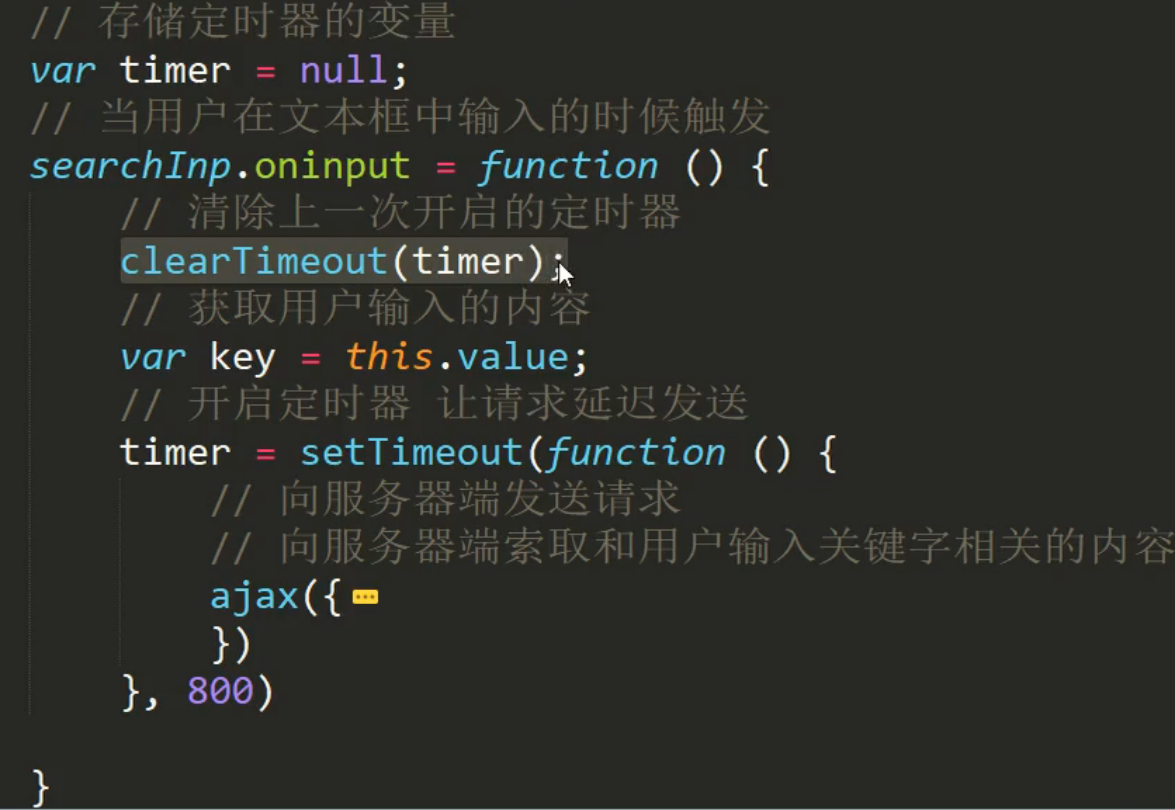 // 存储定时器的变量
var timer = null;
// 当用户在文本框中输入的时候触发
searchInp.oninput = function () {
// 清除上一次开启的定时器
clearTimeout(timer);
// 获取用户输入的内容
var key = this.value;
// 开启定时器 让请求延迟发送
timer = setTimeout(function () {
// 向服务器端发送请求
// 向服务器端索取和用户输入关键字相关的内容
ajax({
})
}, 800)
}